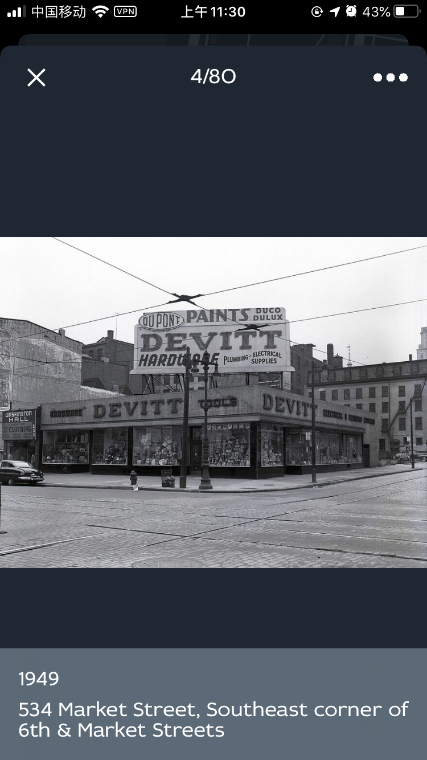 中国移动 VPN 上午11:30 43%
4/80
DU PONT PAINTS DUCO DULUX
DEVITT
HARDWARE PLUMBING · ELECTRICAL SUPPLIES
HARDWARE DEVITT TOOLS DEVITT
HALL
1949
534 Market Street, Southeast corner of
6th & Market Streets